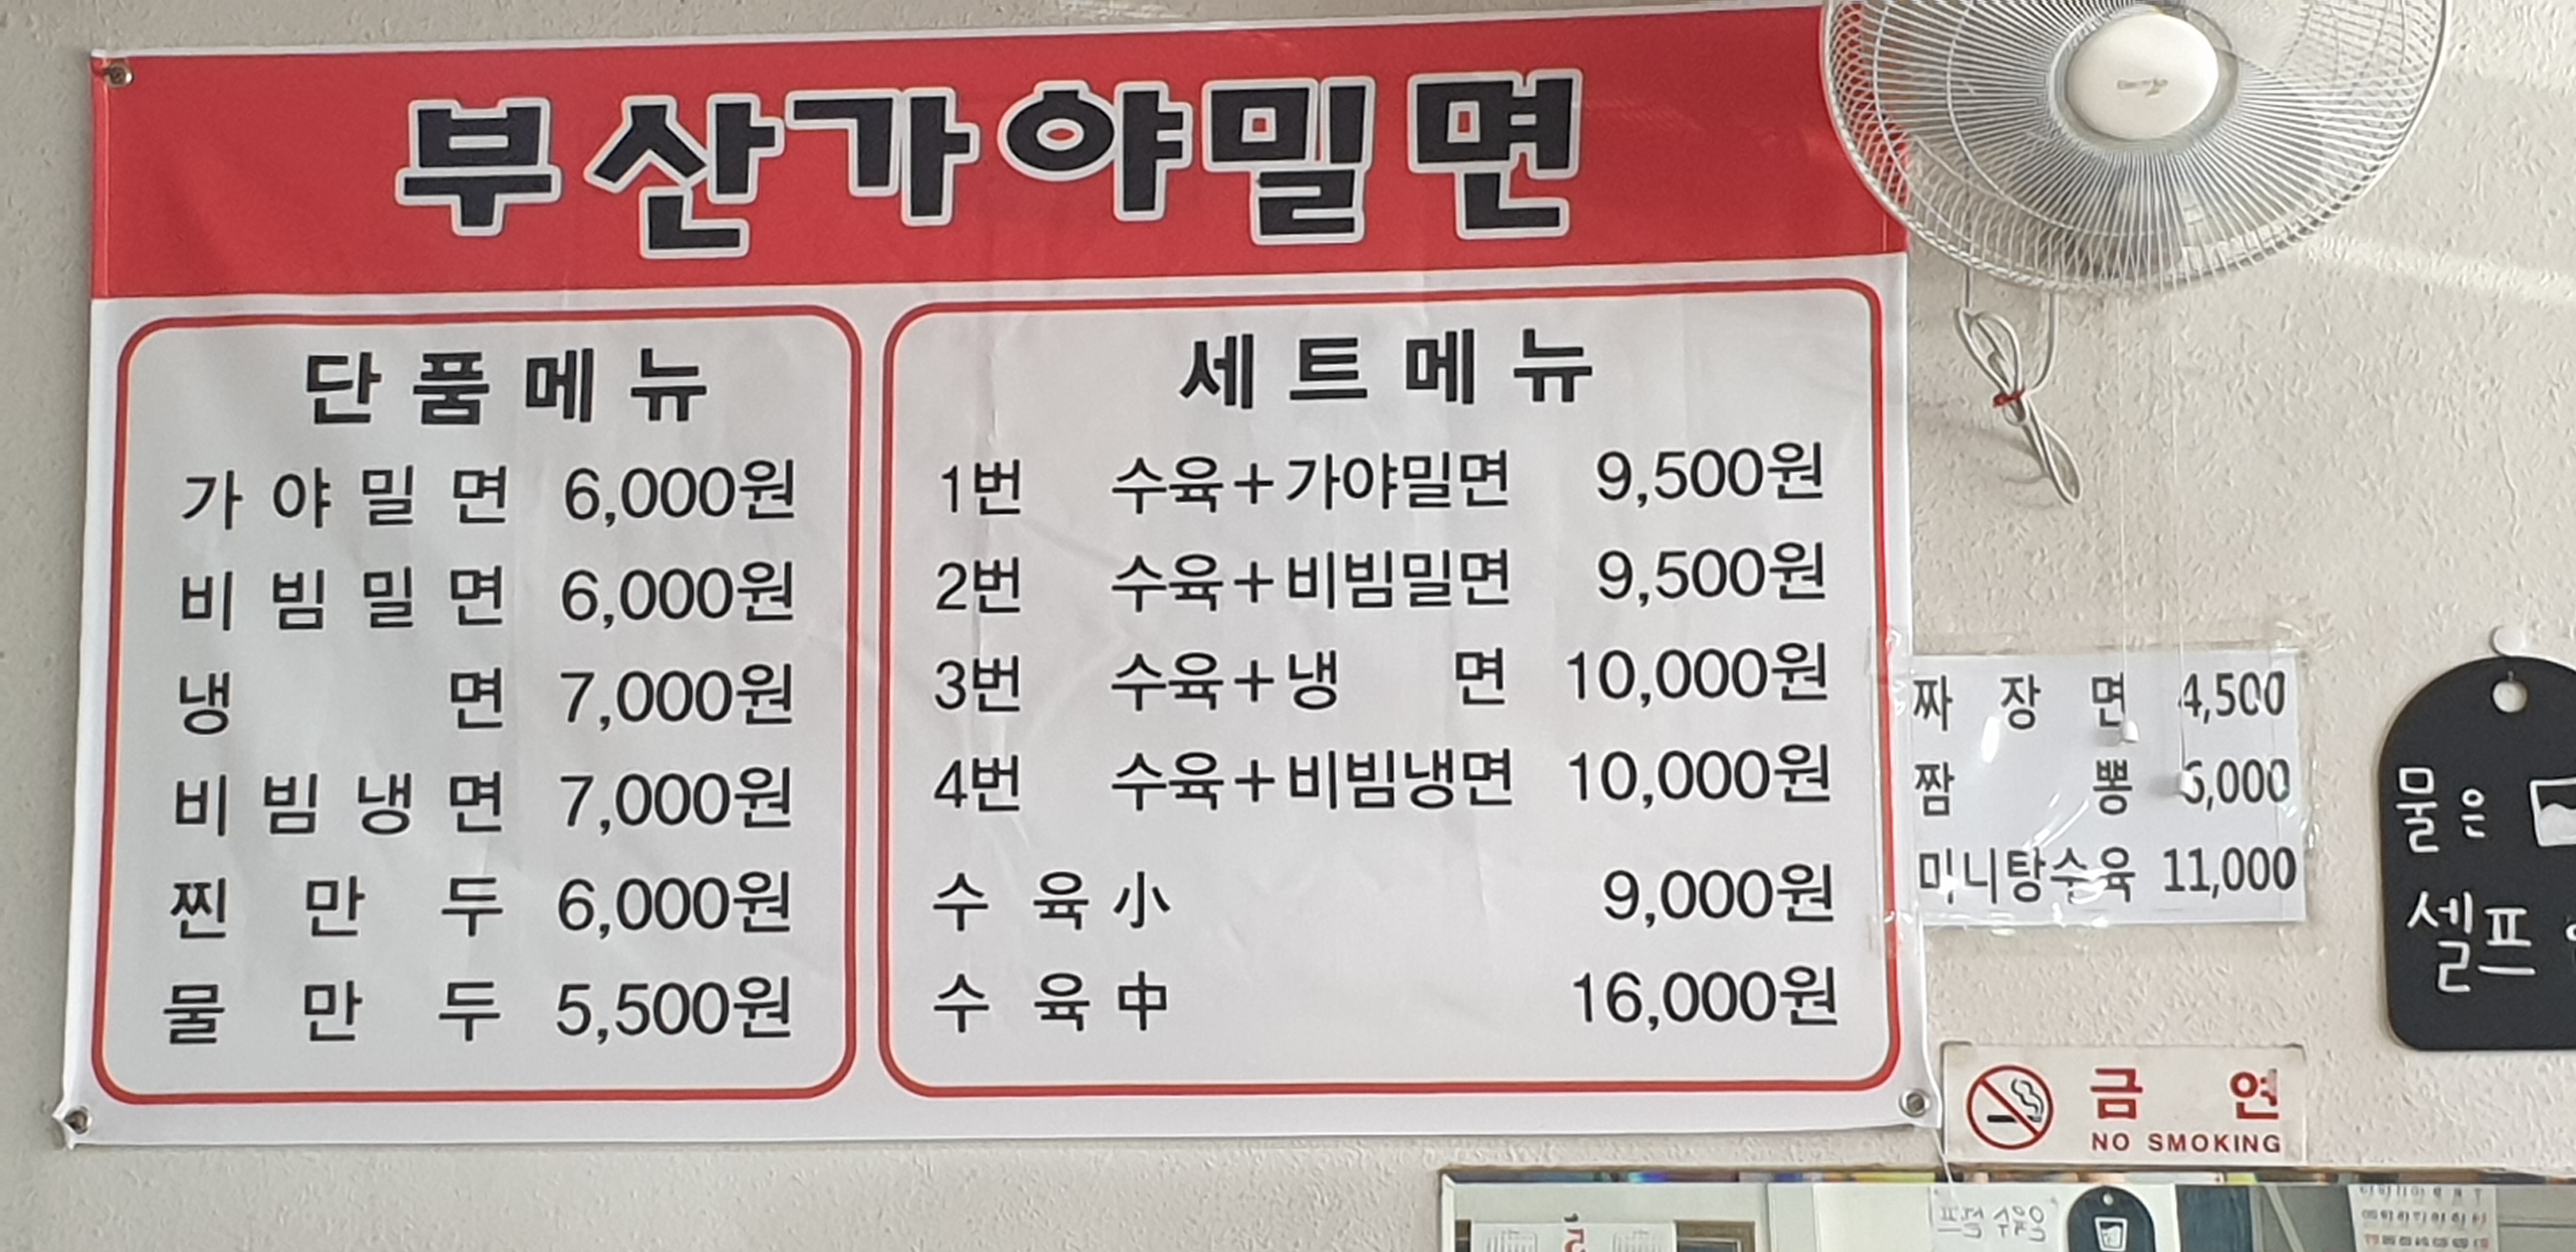 부산가야밀면
단품메뉴
가야밀면 6,000원
비빔밀면 6,000원
냉면 7,000원
비빔냉면 7,000원
찐만두 6,000원
물만두 5,500원
세트메뉴
1번 수육+가야밀면 9,500원
2번 수육+비빔밀면 9,500원
3번 수육+냉면 10,000원
4번 수육+비빔냉면 10,000원
수육小 9,000원
수육中 16,000원
짜장면 4,500
짬뽕
미니탕수육 11,000
물은
셀프
금연
NO SMOKING